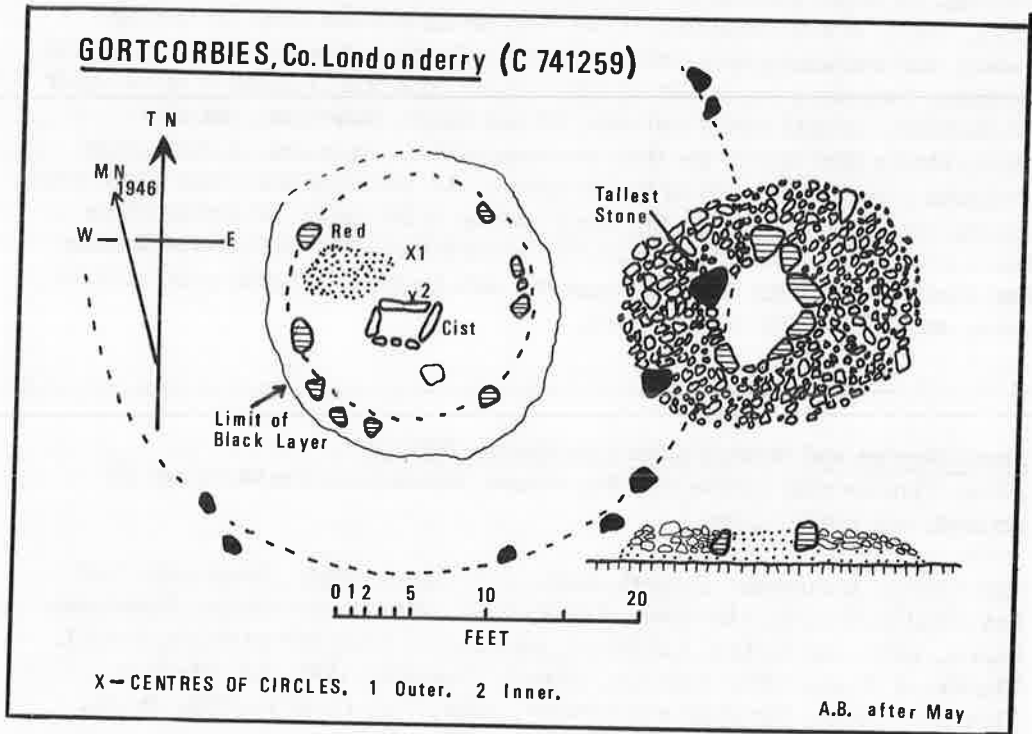 GORTCORBIES, Co. Londonderry (C 741259)
T N
M N
1946
W
E
Red
X1
X2
Cist
Tallest
Stone
Limit of
Black Layer
0 1 2 5 10 20
FEET
X—CENTRES OF CIRCLES. 1 Outer. 2 Inner.
A.B. after May